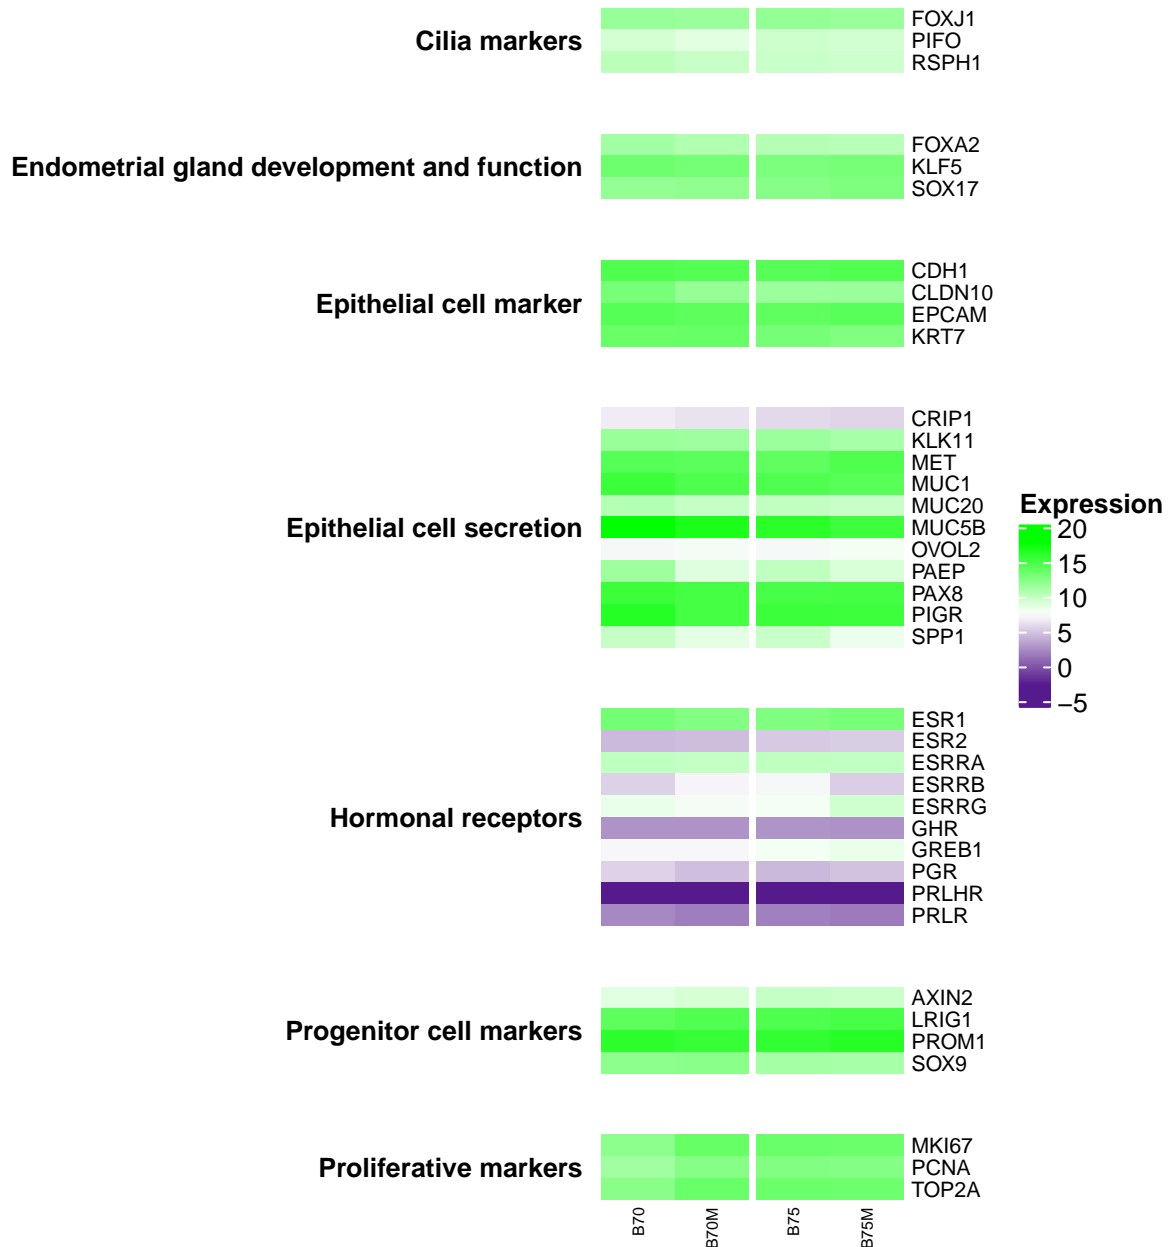 Cilia markers
FOXJ1
PIFO
RSPH1
Endometrial gland development and function
FOXA2
KLF5
SOX17
Epithelial cell marker
CDH1
CLDN10
EPCAM
KRT7
Epithelial cell secretion
CRIP1
KLK11
MET
MUC1
MUC20
MUC5B
OVOL2
PAEP
PAX8
PIGR
SPP1
Expression
20
15
10
5
0
−5
Hormonal receptors
ESR1
ESR2
ESRRA
ESRRB
ESRRG
GHR
GREB1
PGR
PRLHR
PRLR
Progenitor cell markers
AXIN2
LRIG1
PROM1
SOX9
Proliferative markers
MKI67
PCNA
TOP2A
B70
B70M
B75
B75M